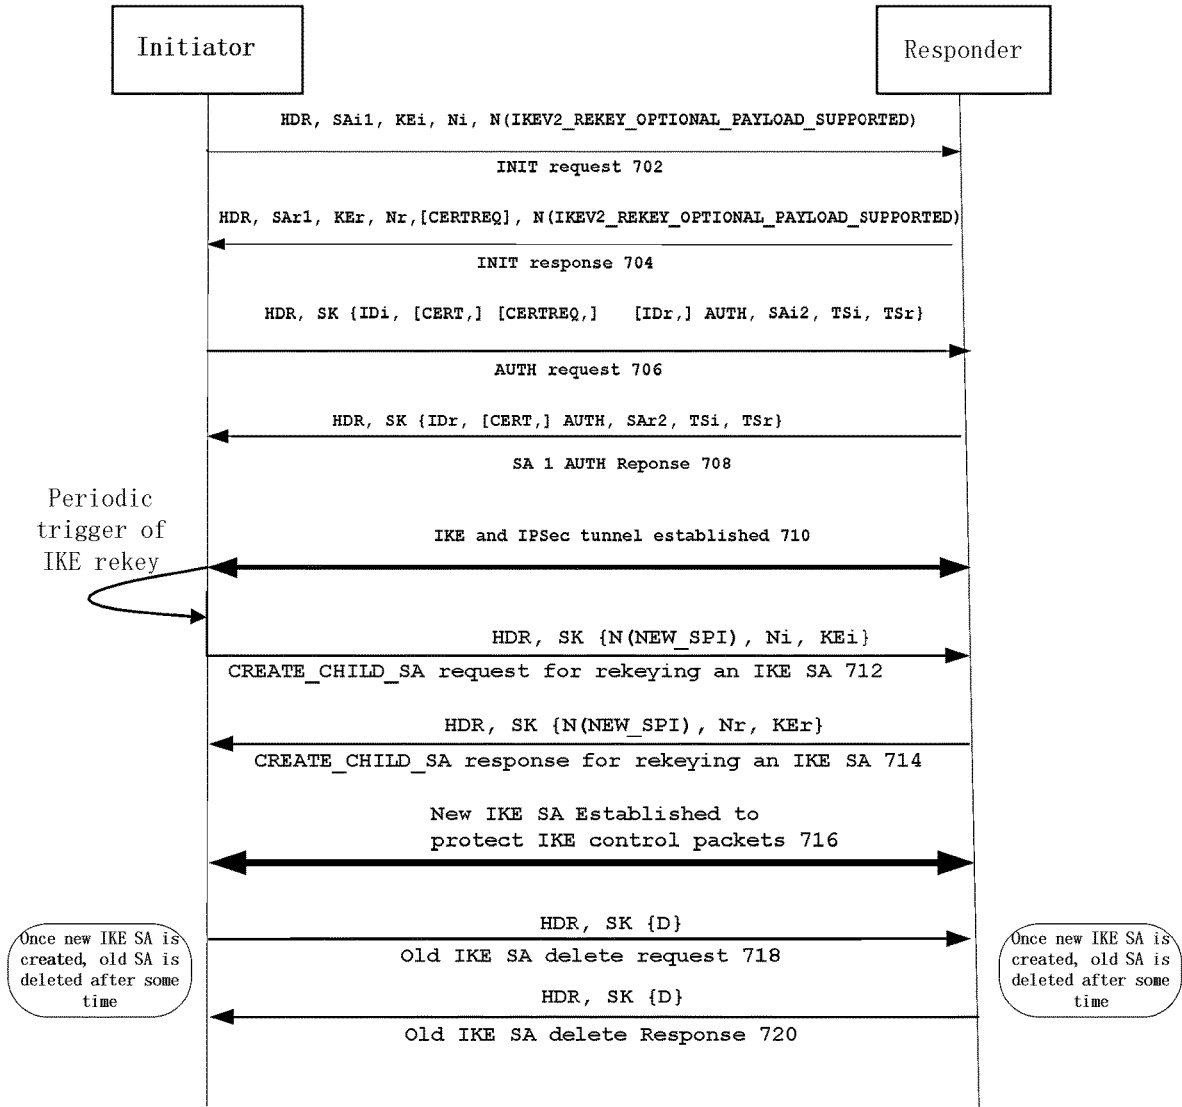 Initiator
Responder
HDR, SAi1, KEi, Ni, N(IKEV2_REKEY_OPTIONAL_PAYLOAD_SUPPORTED)
INIT request 702
HDR, SAr1, KEr, Nr,[CERTREQ], N(IKEV2_REKEY_OPTIONAL_PAYLOAD_SUPPORTED)
INIT response 704
HDR, SK {IDi, [CERT,] [CERTREQ,] [IDr,] AUTH, SAi2, TSi, TSr}
AUTH request 706
HDR, SK {IDr, [CERT,] AUTH, SAr2, TSi, TSr}
SA 1 AUTH Reponse 708
Periodic
trigger of
IKE rekey
IKE and IPSec tunnel established 710
HDR, SK {N(NEW_SPI), Ni, KEi}
CREATE_CHILD_SA request for rekeying an IKE SA 712
HDR, SK {N(NEW_SPI), Nr, KEr}
CREATE_CHILD_SA response for rekeying an IKE SA 714
New IKE SA Established to
protect IKE control packets 716
Once new IKE SA is
created, old SA is
deleted after some
time
HDR, SK {D}
Old IKE SA delete request 718
HDR, SK {D}
Old IKE SA delete Response 720
Once new IKE SA is
created, old SA is
deleted after some
time